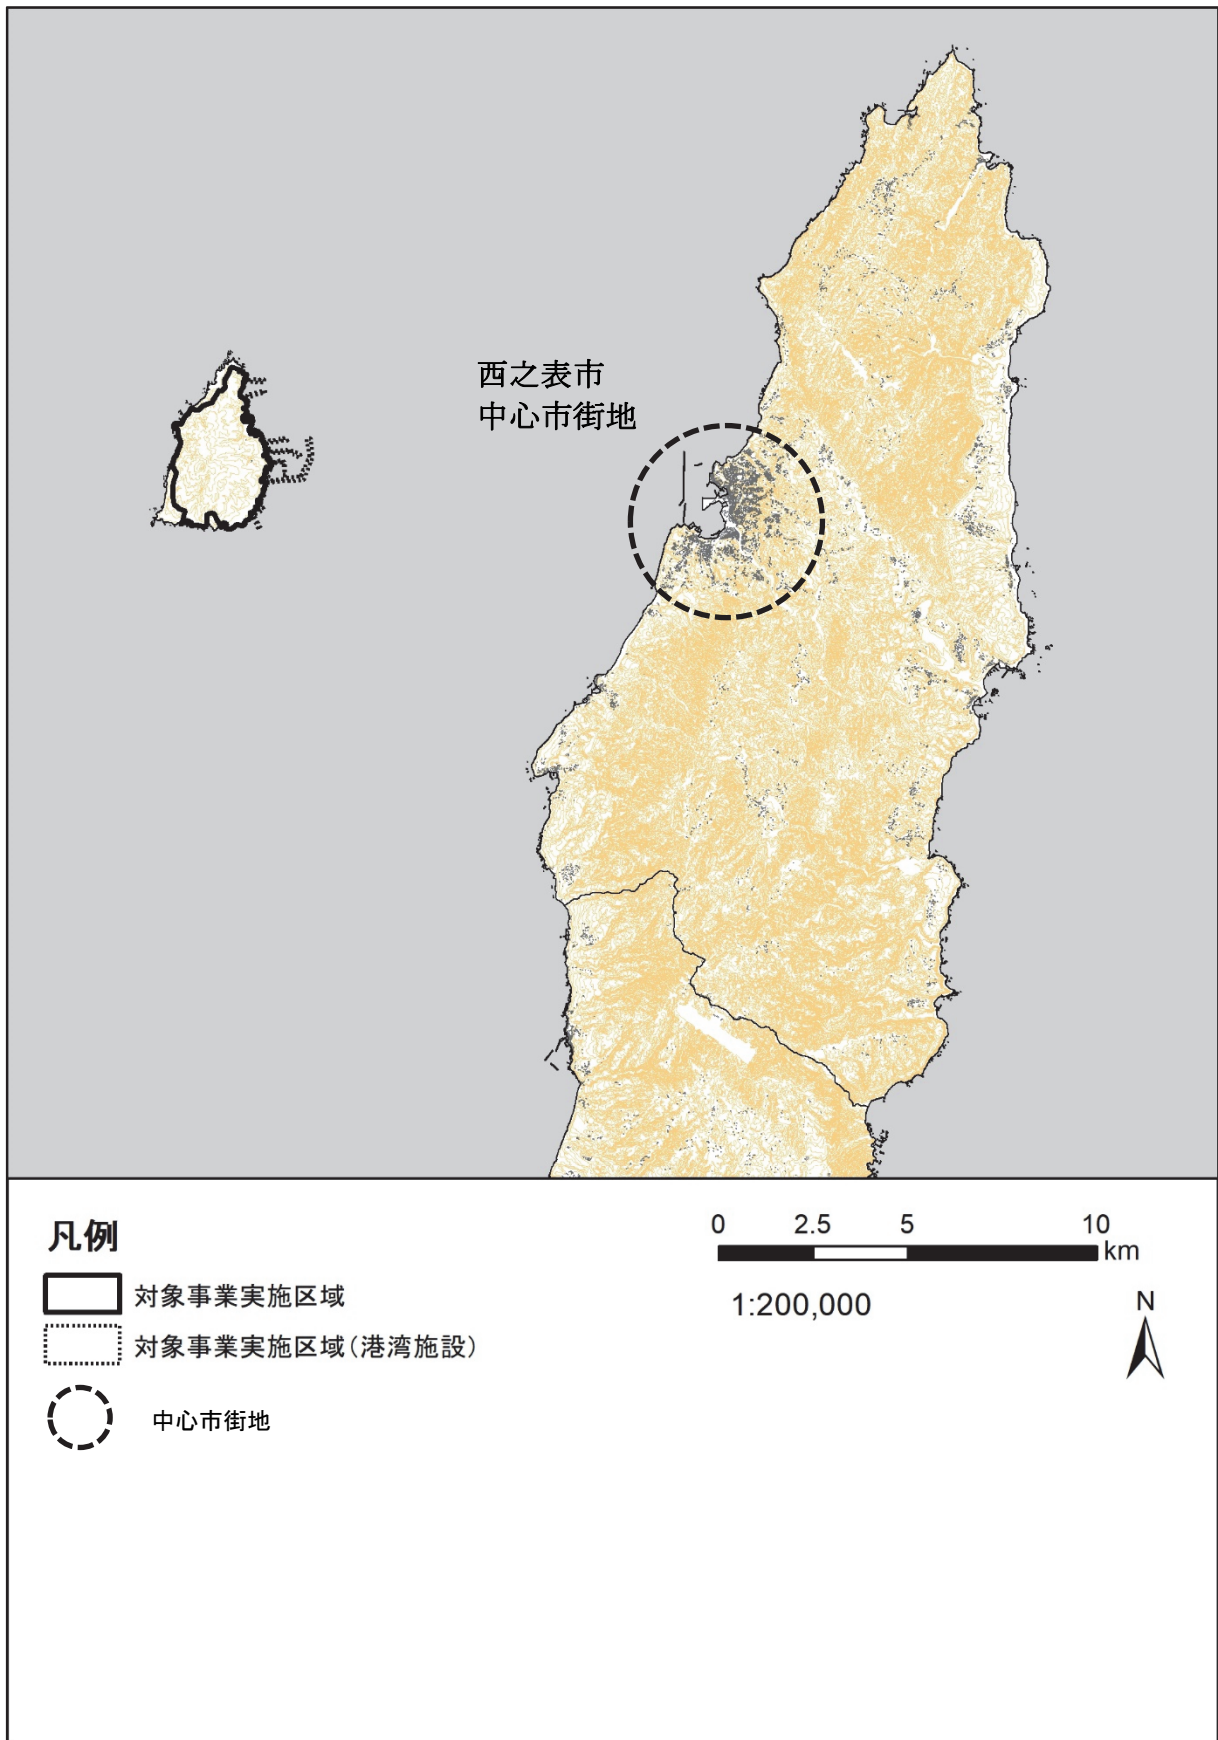 西之表市
中心市街地
凡例
対象事業実施区域
対象事業実施区域(港湾施設)
中心市街地
0 2.5 5 10
km
1:200,000
N